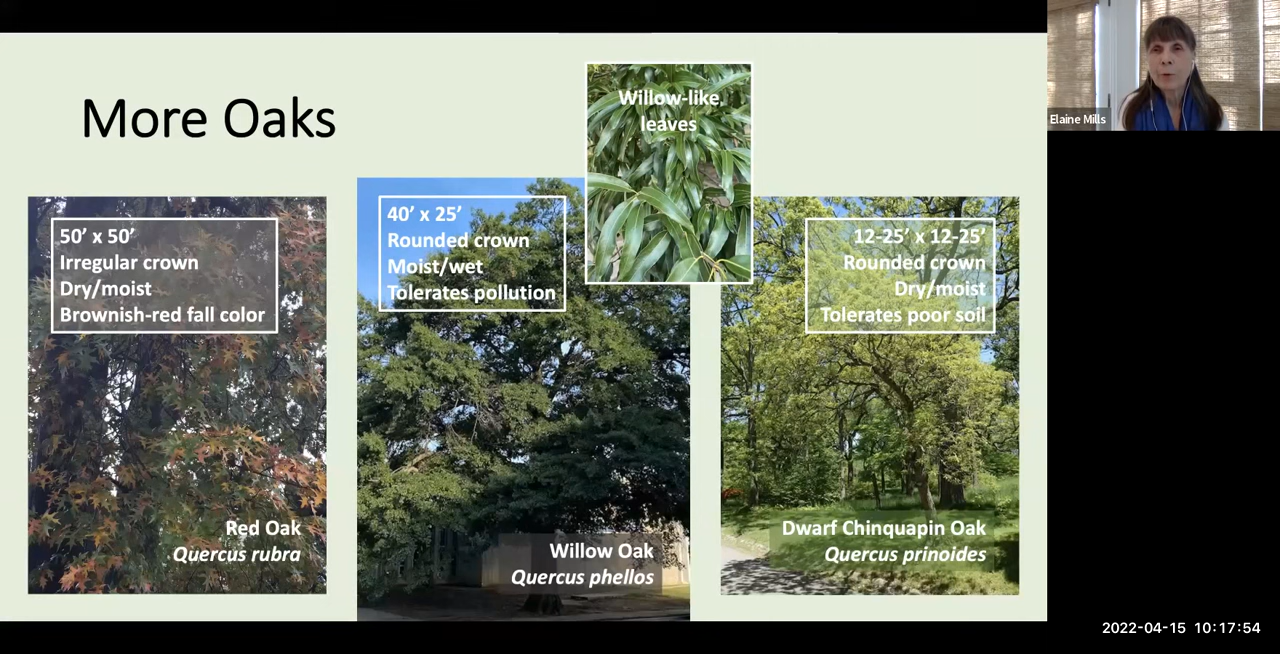 More Oaks
50’ x 50’
Irregular crown
Dry/moist
Brownish-red fall color
Red Oak
Quercus rubra
40’ x 25’
Rounded crown
Moist/wet
Tolerates pollution
Willow-like
leaves
Willow Oak
Quercus phellos
12-25’ x 12-25’
Rounded crown
Dry/moist
Tolerates poor soil
Dwarf Chinquapin Oak
Quercus prinoides
Elaine Mills
2022-04-15 10:17:54